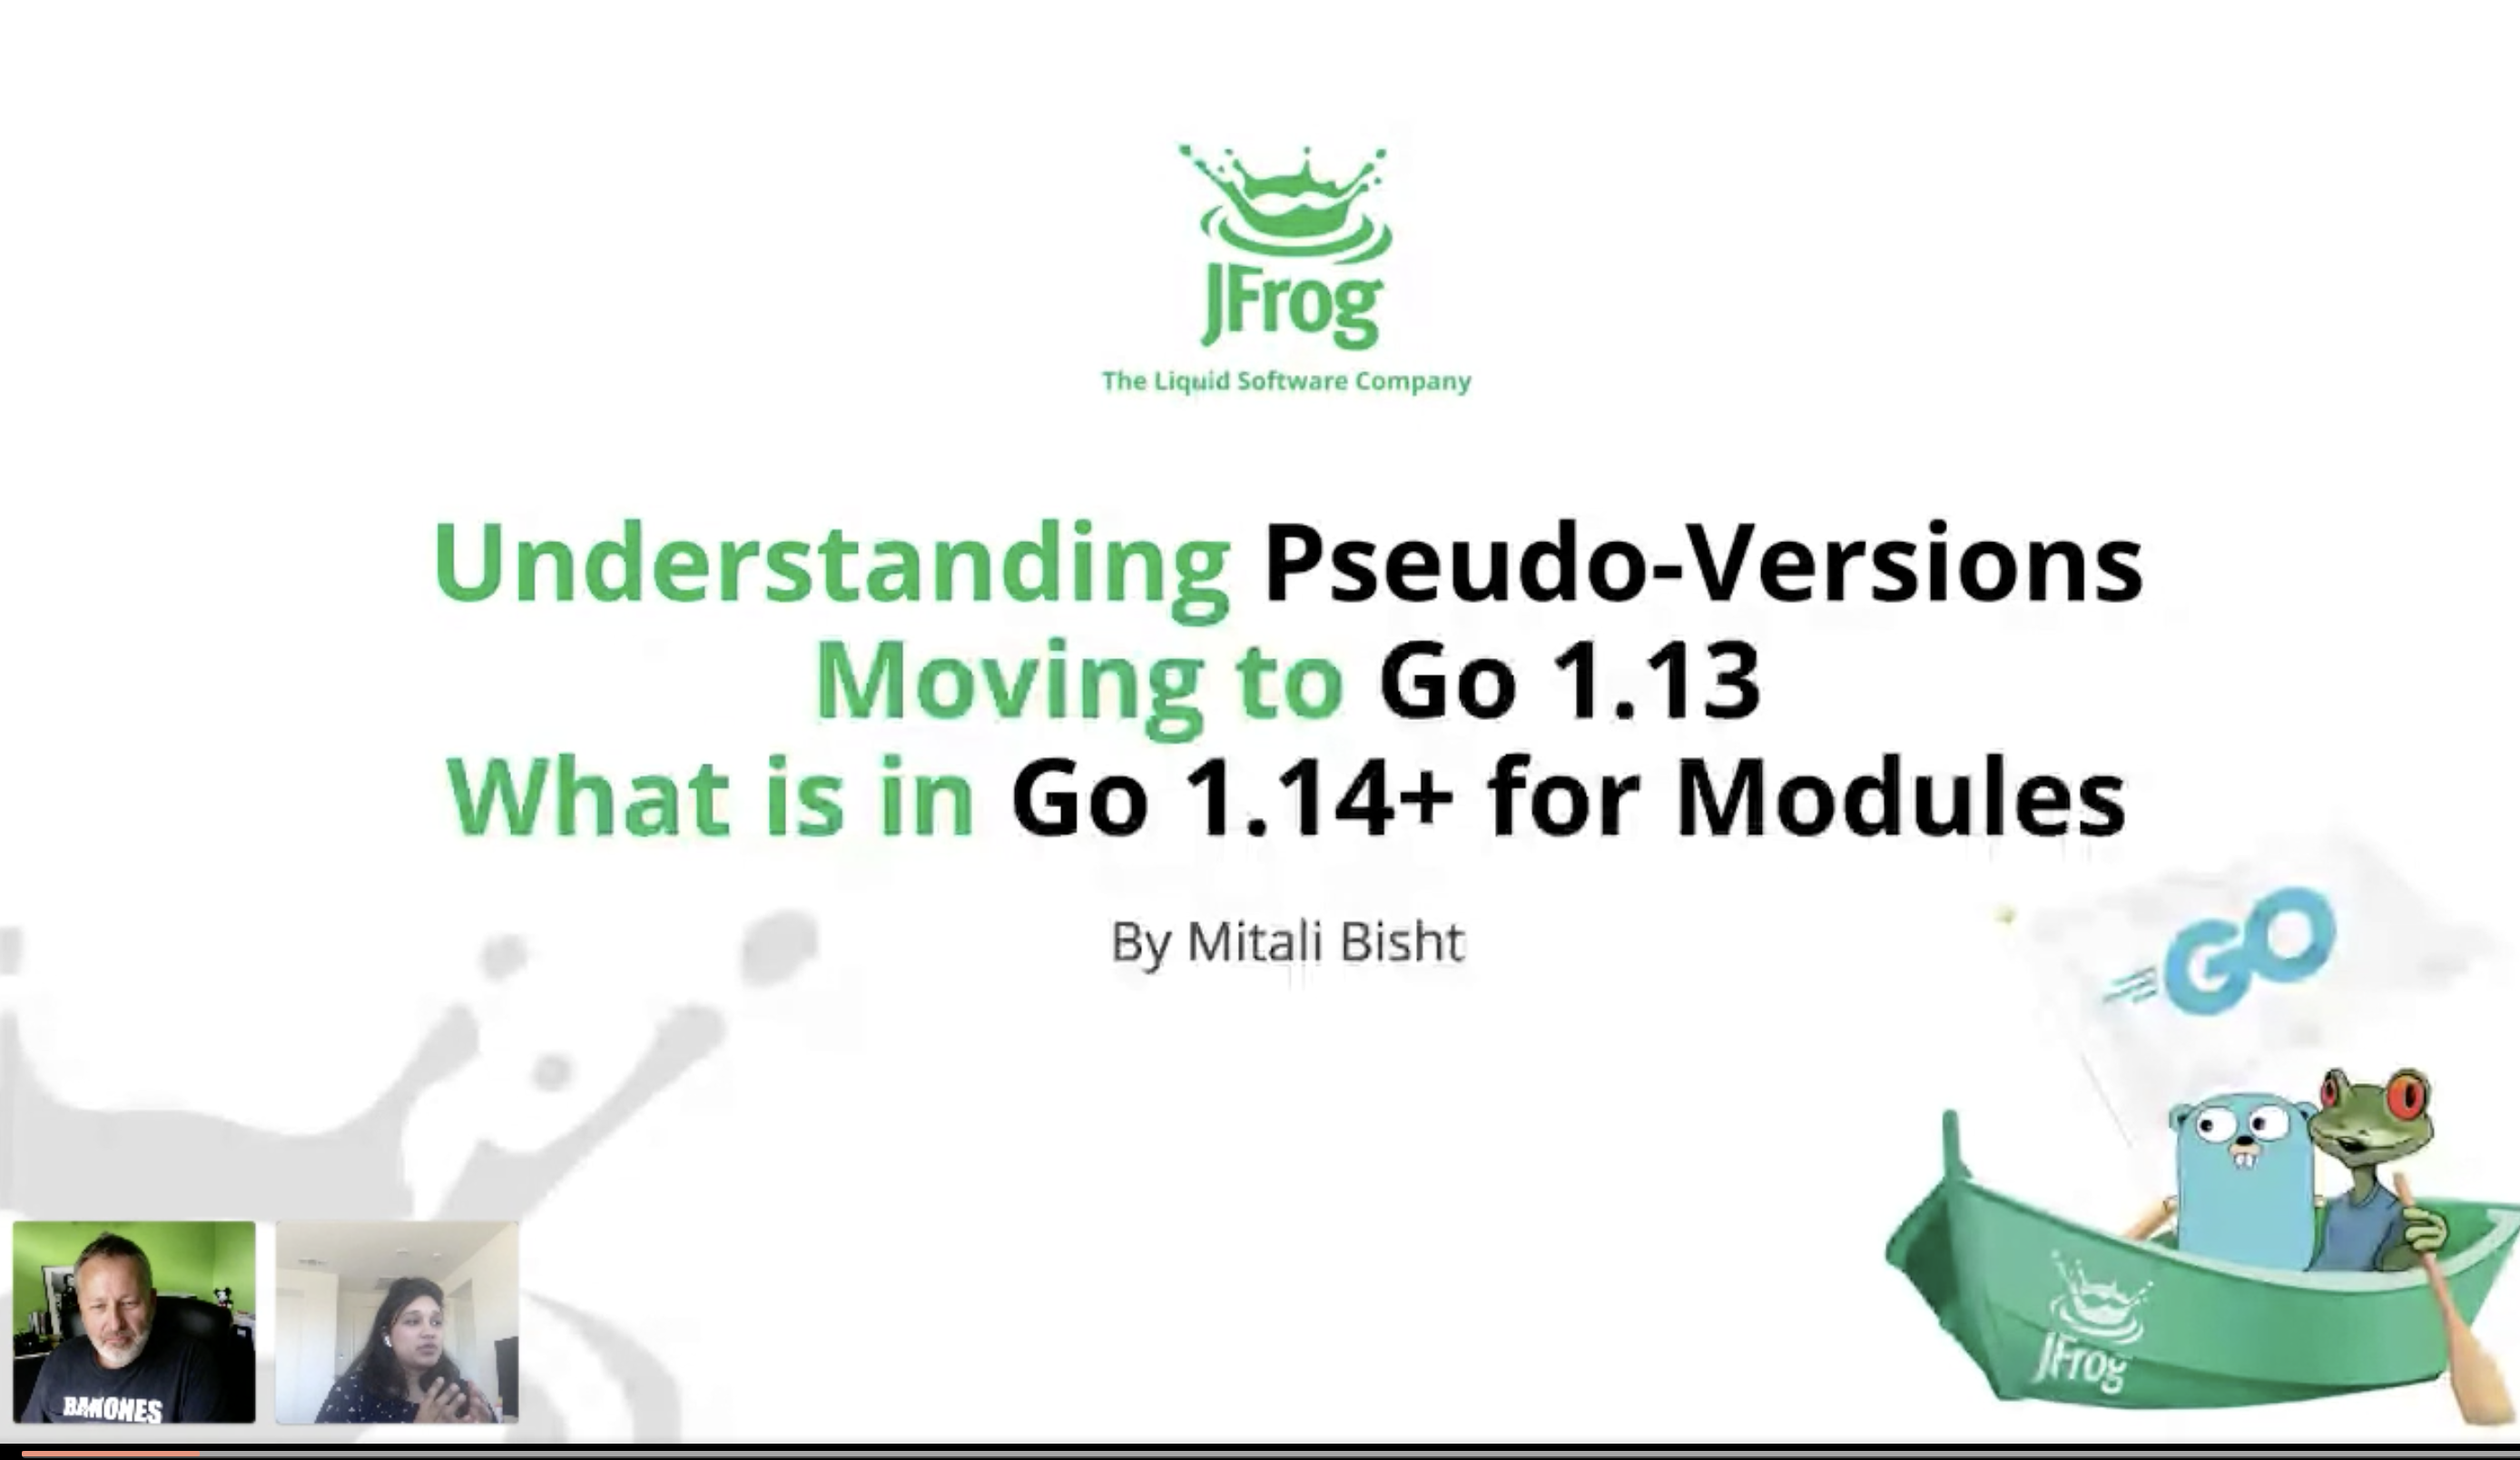 JFrog
The Liquid Software Company
Understanding Pseudo-Versions
Moving to Go 1.13
What is in Go 1.14+ for Modules
By Mitali Bisht
GO
JFrog
RAMONES